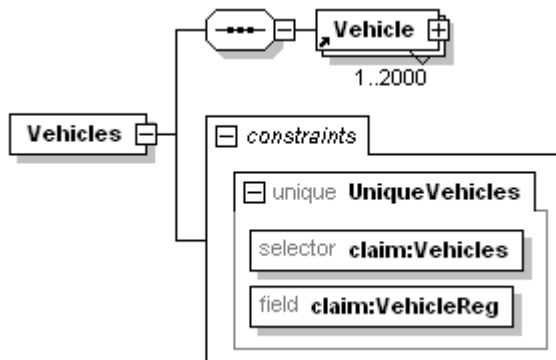 Vehicle
1..2000
Vehicles
constraints
unique UniqueVehicles
selector claim:Vehicles
field claim:VehicleReg